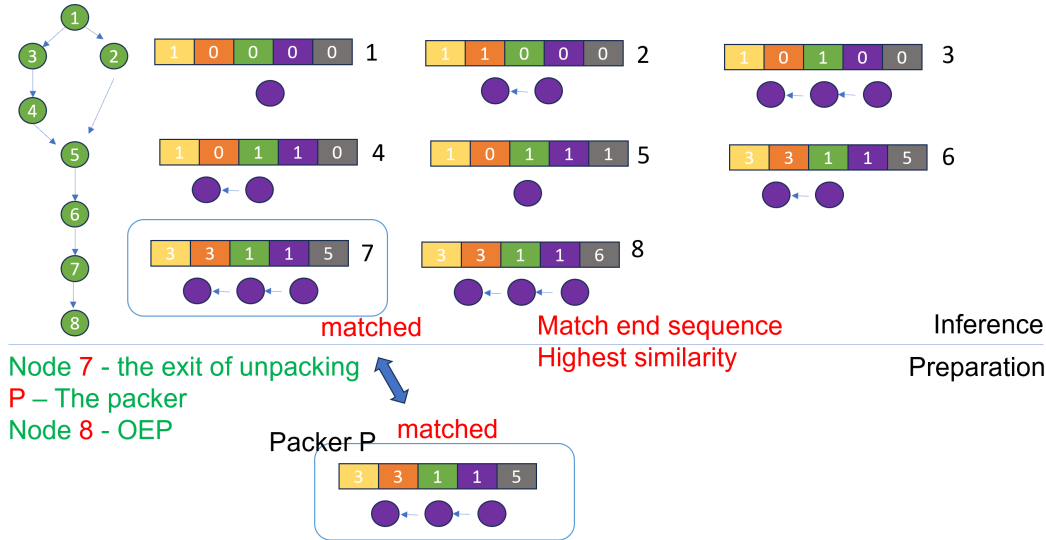 1
3
2
4
5
6
7
8
1 0 0 0 0 1
1 1 0 0 0 2
1 0 1 0 0 3
1 0 1 1 0 4
1 0 1 1 1 5
3 3 1 1 5 6
3 3 1 1 5 7
3 3 1 1 6 8
matched
Match end sequence
Highest similarity
Inference
Preparation
Node 7 - the exit of unpacking
P – The packer
Node 8 - OEP
Packer P
matched
3 3 1 1 5